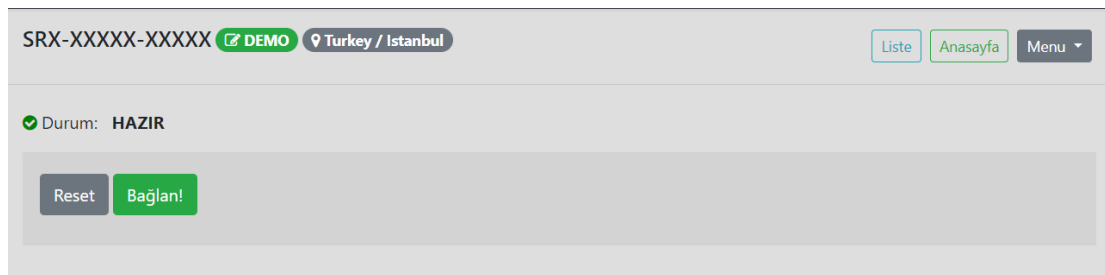 SRX-XXXXX-XXXXX DEMO Turkey / Istanbul Liste Anasayfa Menu
Durum: HAZIR
Reset Bağlan!